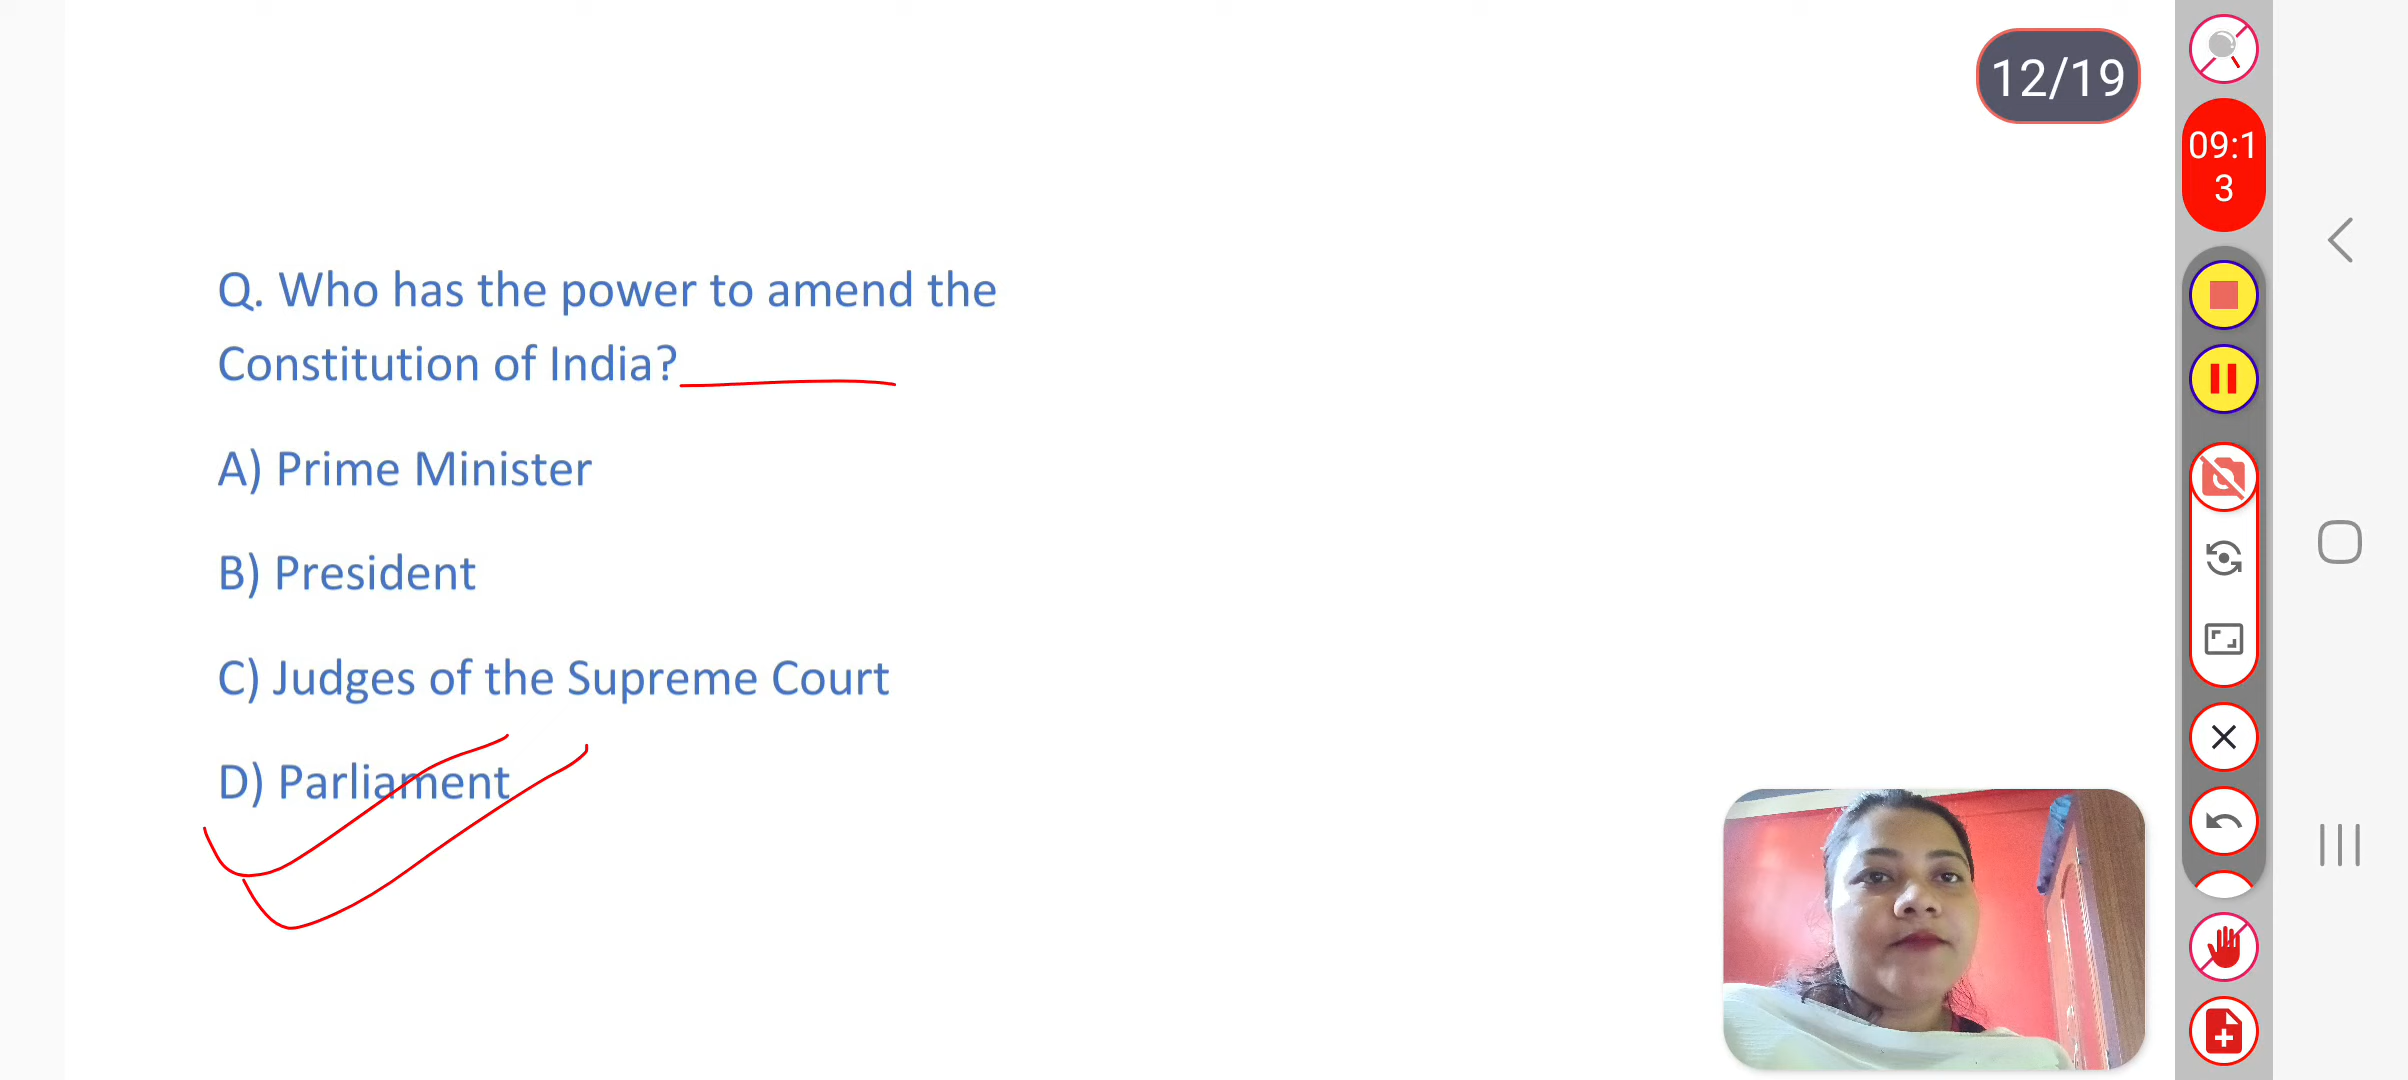 12/19
09:1
3
Q. Who has the power to amend the
Constitution of India?
A) Prime Minister
B) President
C) Judges of the Supreme Court
D) Parliament